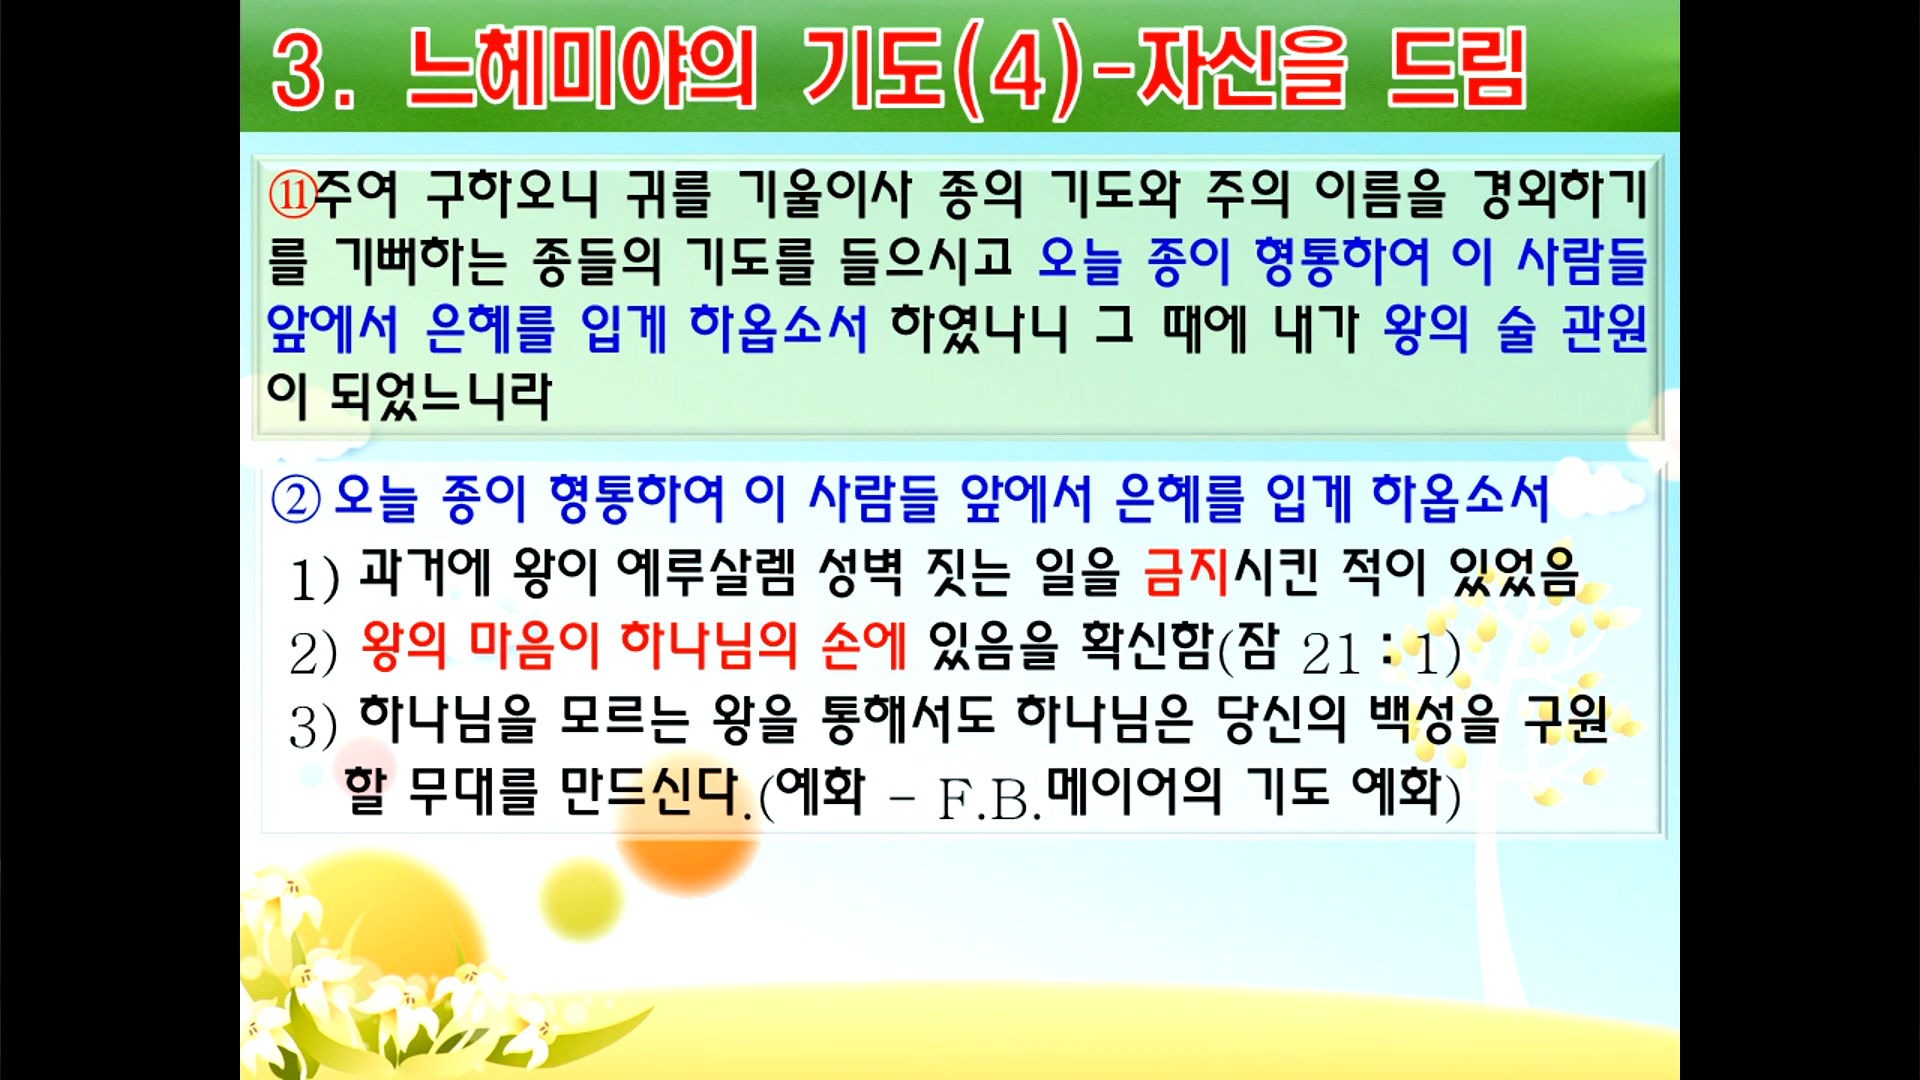 3. 느헤미야의 기도(4)-자신을 드림
⑪주여 구하오니 귀를 기울이사 종의 기도와 주의 이름을 경외하기
를 기뻐하는 종들의 기도를 들으시고 오늘 종이 형통하여 이 사람들
앞에서 은혜를 입게 하옵소서 하였나니 그 때에 내가 왕의 술 관원
이 되었느니라
② 오늘 종이 형통하여 이 사람들 앞에서 은혜를 입게 하옵소서
1) 과거에 왕이 예루살렘 성벽 짓는 일을 금지시킨 적이 있었음
2) 왕의 마음이 하나님의 손에 있음을 확신함(잠 21:1)
3) 하나님을 모르는 왕을 통해서도 하나님은 당신의 백성을 구원
할 무대를 만드신다.(예화 - F.B.메이어의 기도 예화)